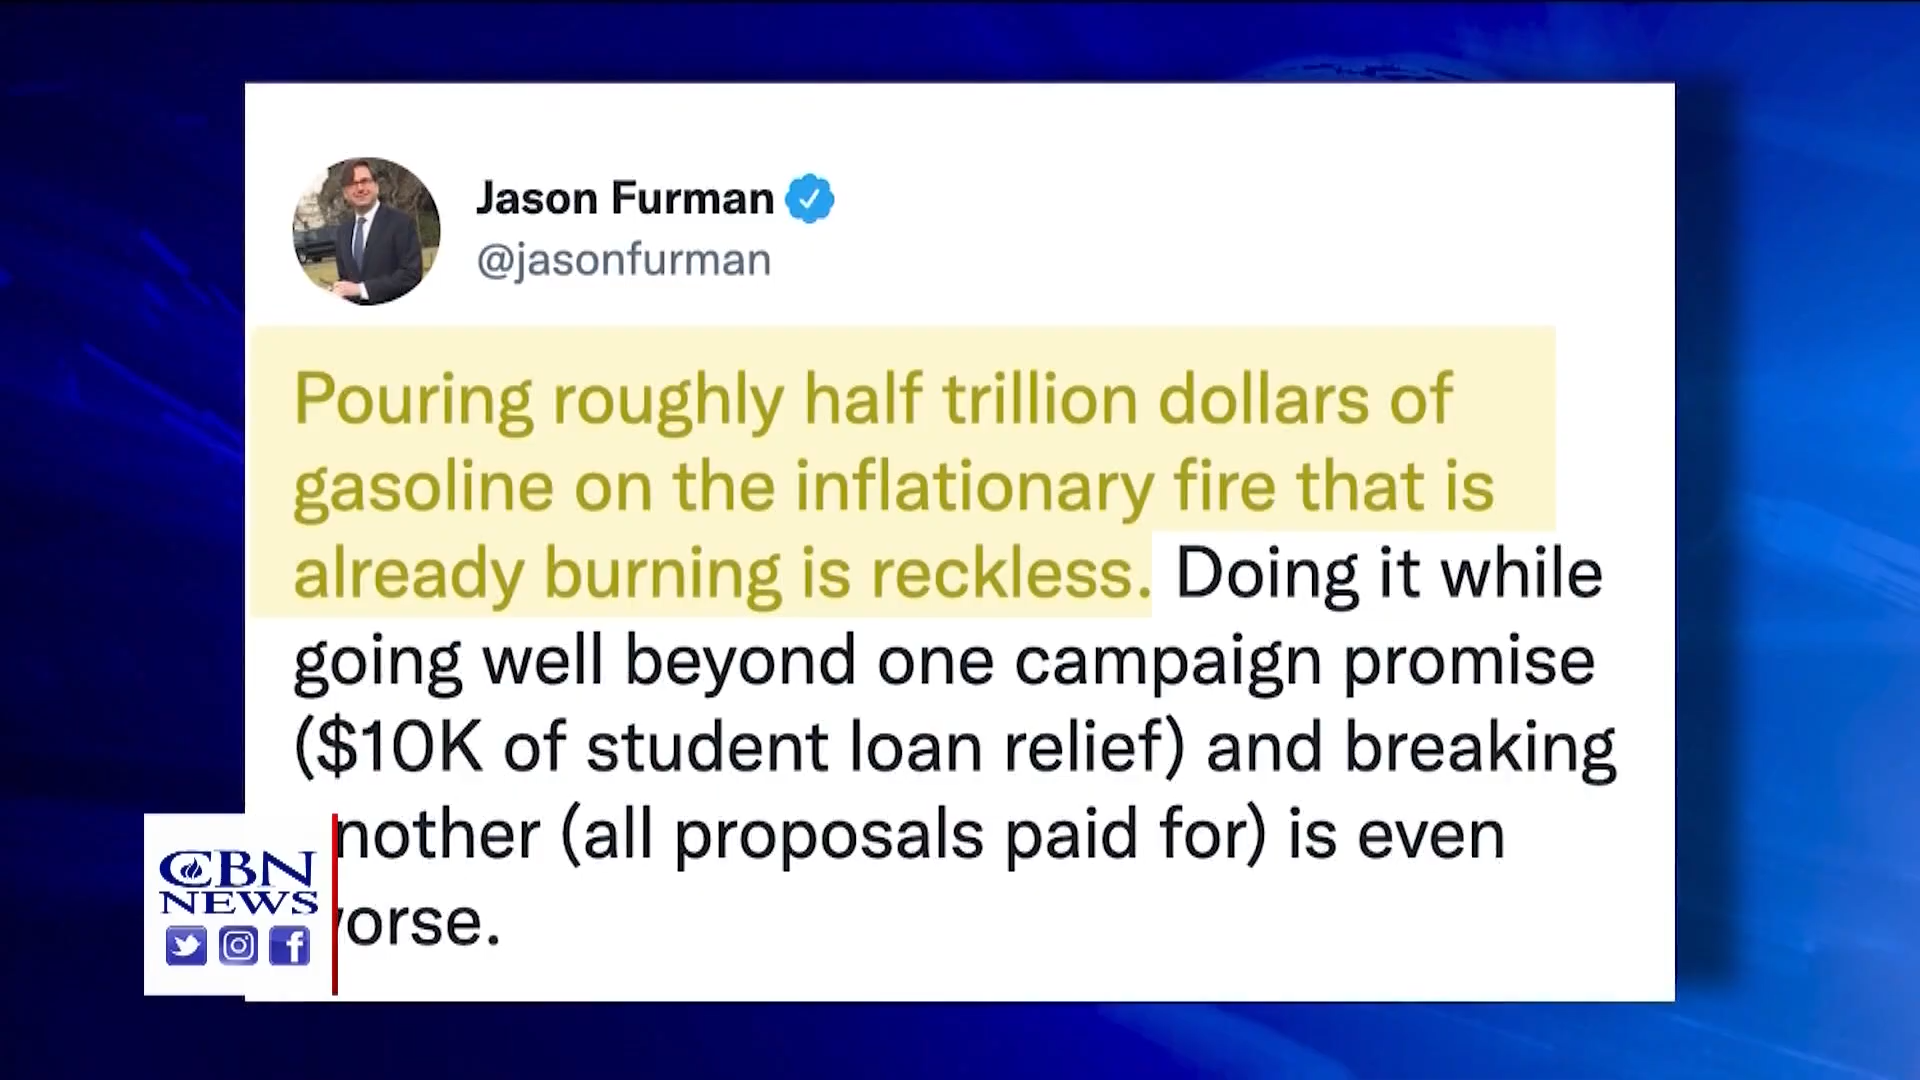 Jason Furman
@jasonfurman
Pouring roughly half trillion dollars of
gasoline on the inflationary fire that is
already burning is reckless. Doing it while
going well beyond one campaign promise
($10K of student loan relief) and breaking
nother (all proposals paid for) is even
orse.
CBN
NEWS